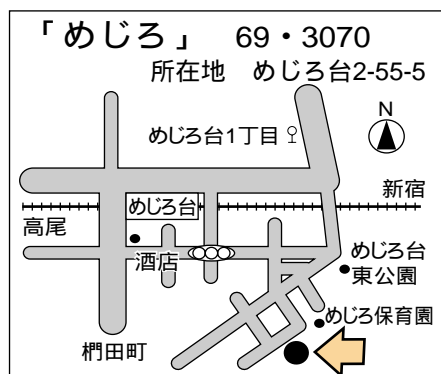 「めじろ」 69・3070
所在地 めじろ台2-55-5
N
めじろ台1丁目
新宿
めじろ台
高尾
酒店
めじろ台
東公園
めじろ保育園
椚田町